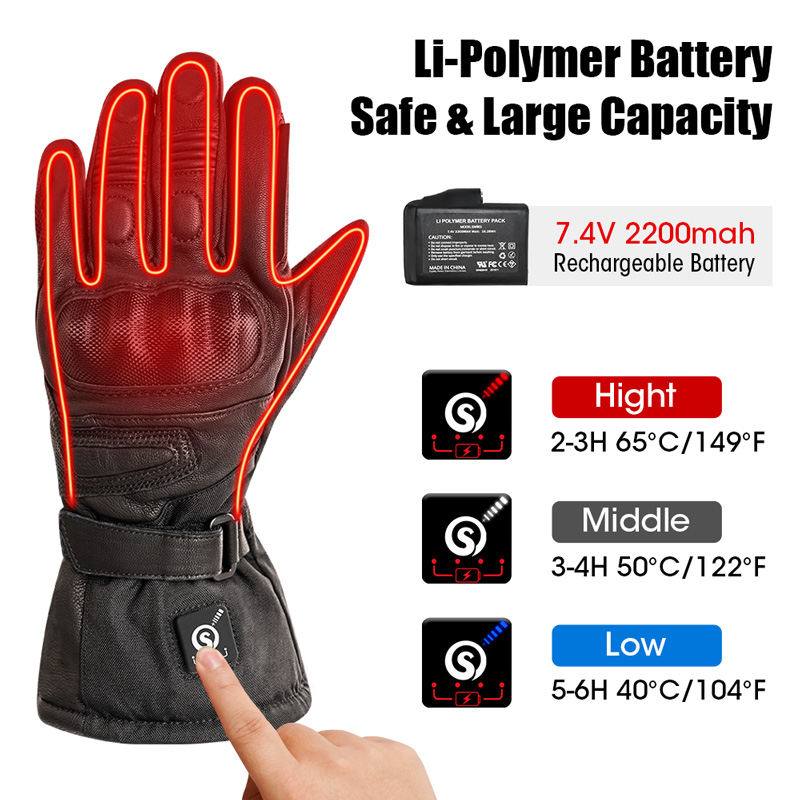 Li-Polymer Battery
Safe & Large Capacity
LI POLYMER BATTERY PACK
CAUTION:
MADE IN CHINA
7.4V 2200mah
Rechargeable Battery
Hight
2-3H 65°C/149°F
Middle
3-4H 50°C/122°F
Low
5-6H 40°C/104°F